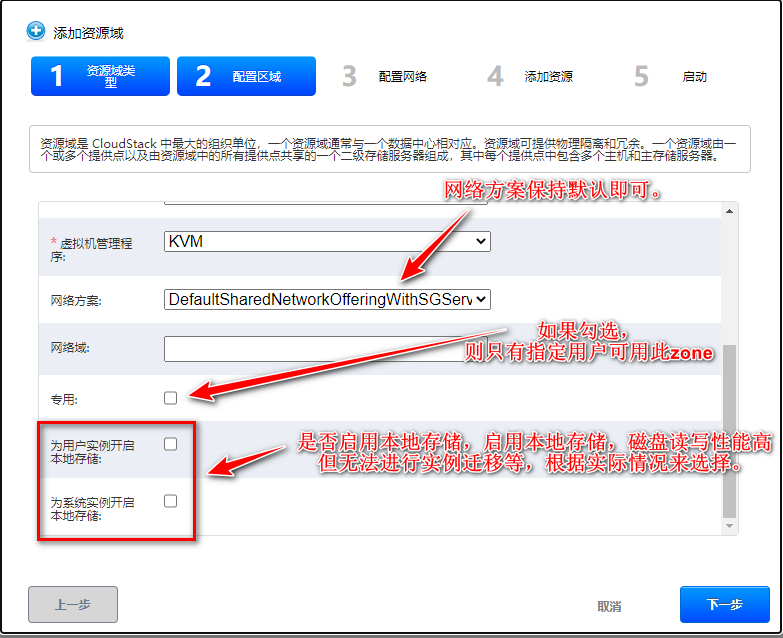 添加资源域
1 资源域类
型
2 配置区域
3 配置网络
4 添加资源
5 启动
资源域是 CloudStack 中最大的组织单位，一个资源域通常与一个数据中心相对应。资源域可提供物理隔离和冗余。一个资源域由一
个或多个提供点以及由资源域中的所有提供点共享的一个二级存储服务器组成，其中每个提供点中包含多个主机和主存储服务器。
网络方案保持默认即可。
* 虚拟机管理程
序:
KVM
网络方案:
DefaultSharedNetworkOfferingWithSGServ
如果勾选，
则只有指定用户可用此zone
网络域:
专用:
是否启用本地存储，启用本地存储，磁盘读写性能高
但无法进行实例迁移等，根据实际情况来选择。
为用户实例开启
本地存储:
为系统实例开启
本地存储:
上一步
取消
下一步